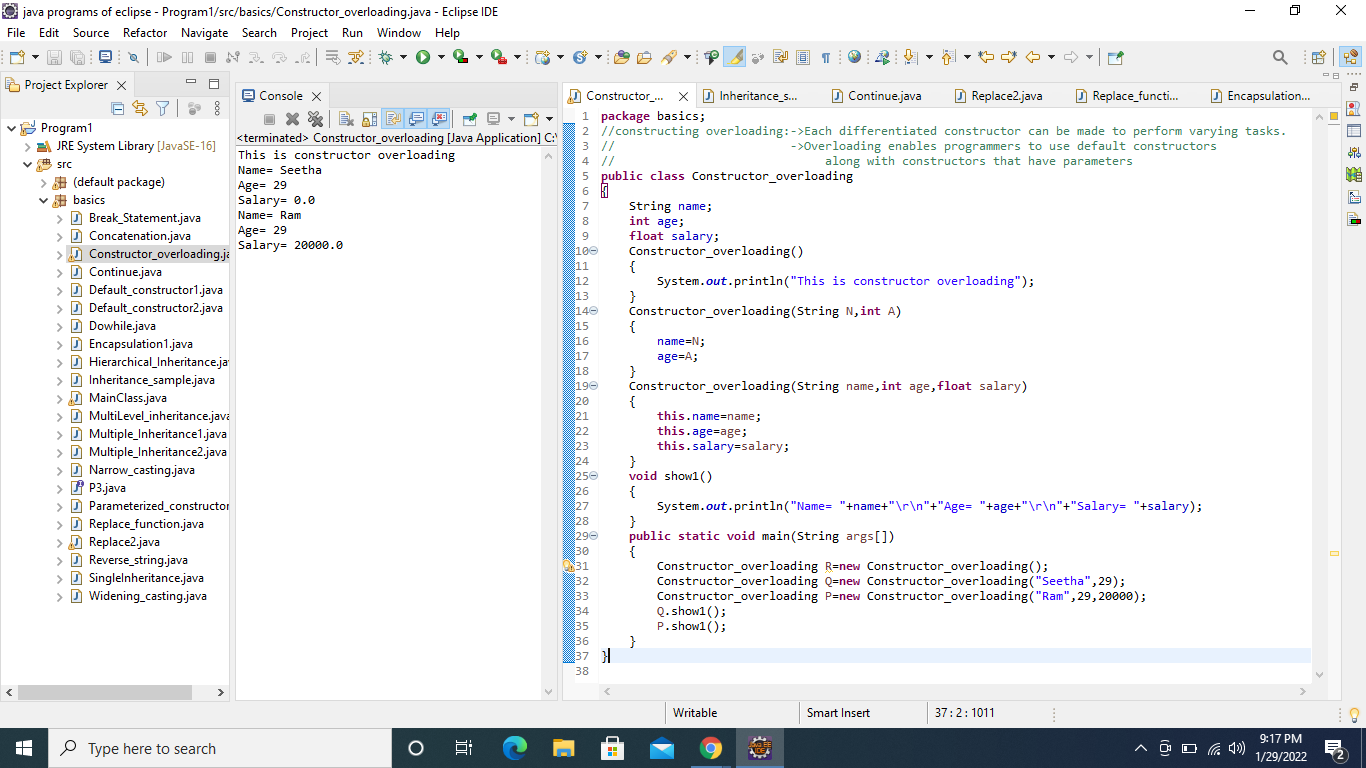 java programs of eclipse - Program1/src/basics/Constructor_overloading.java - Eclipse IDE
File Edit Source Refactor Navigate Search Project Run Window Help
Project Explorer
Program1
JRE System Library [JavaSE-16]
src
(default package)
basics
Break_Statement.java
Concatenation.java
Constructor_overloading.ja
Continue.java
Default_constructor1.java
Default_constructor2.java
Dowhile.java
Encapsulation1.java
Hierarchical_Inheritance.jav
Inheritance_sample.java
MainClass.java
MultiLevel_inheritance.java
Multiple_Inheritance1.java
Multiple_Inheritance2.java
Narrow_casting.java
P3.java
Parameterized_constructor
Replace_function.java
Replace2.java
Reverse_string.java
SingleInheritance.java
Widening_casting.java
Console
<terminated> Constructor_overloading [Java Application] C:\
This is constructor overloading
Name= Seetha
Age= 29
Salary= 0.0
Name= Ram
Age= 29
Salary= 20000.0
Constructor_... Inheritance_s... Continue.java Replace2.java Replace_functi... Encapsulation...
1 package basics;
2 //constructing overloading:->Each differentiated constructor can be made to perform varying tasks.
3 // ->Overloading enables programmers to use default constructors
4 // along with constructors that have parameters
5 public class Constructor_overloading
6 {
7 String name;
8 int age;
9 float salary;
10 Constructor_overloading()
11 {
12 System.out.println("This is constructor overloading");
13 }
14 Constructor_overloading(String N,int A)
15 {
16 name=N;
17 age=A;
18 }
19 Constructor_overloading(String name,int age,float salary)
20 {
21 this.name=name;
22 this.age=age;
23 this.salary=salary;
24 }
25 void show1()
26 {
27 System.out.println("Name= "+name+"\r\n"+"Age= "+age+"\r\n"+"Salary= "+salary);
28 }
29 public static void main(String args[])
30 {
31 Constructor_overloading R=new Constructor_overloading();
32 Constructor_overloading Q=new Constructor_overloading("Seetha",29);
33 Constructor_overloading P=new Constructor_overloading("Ram",29,20000);
34 Q.show1();
35 P.show1();
36 }
37 }
38
Writable Smart Insert 37 : 2 : 1011
Type here to search
9:17 PM
1/29/2022
2